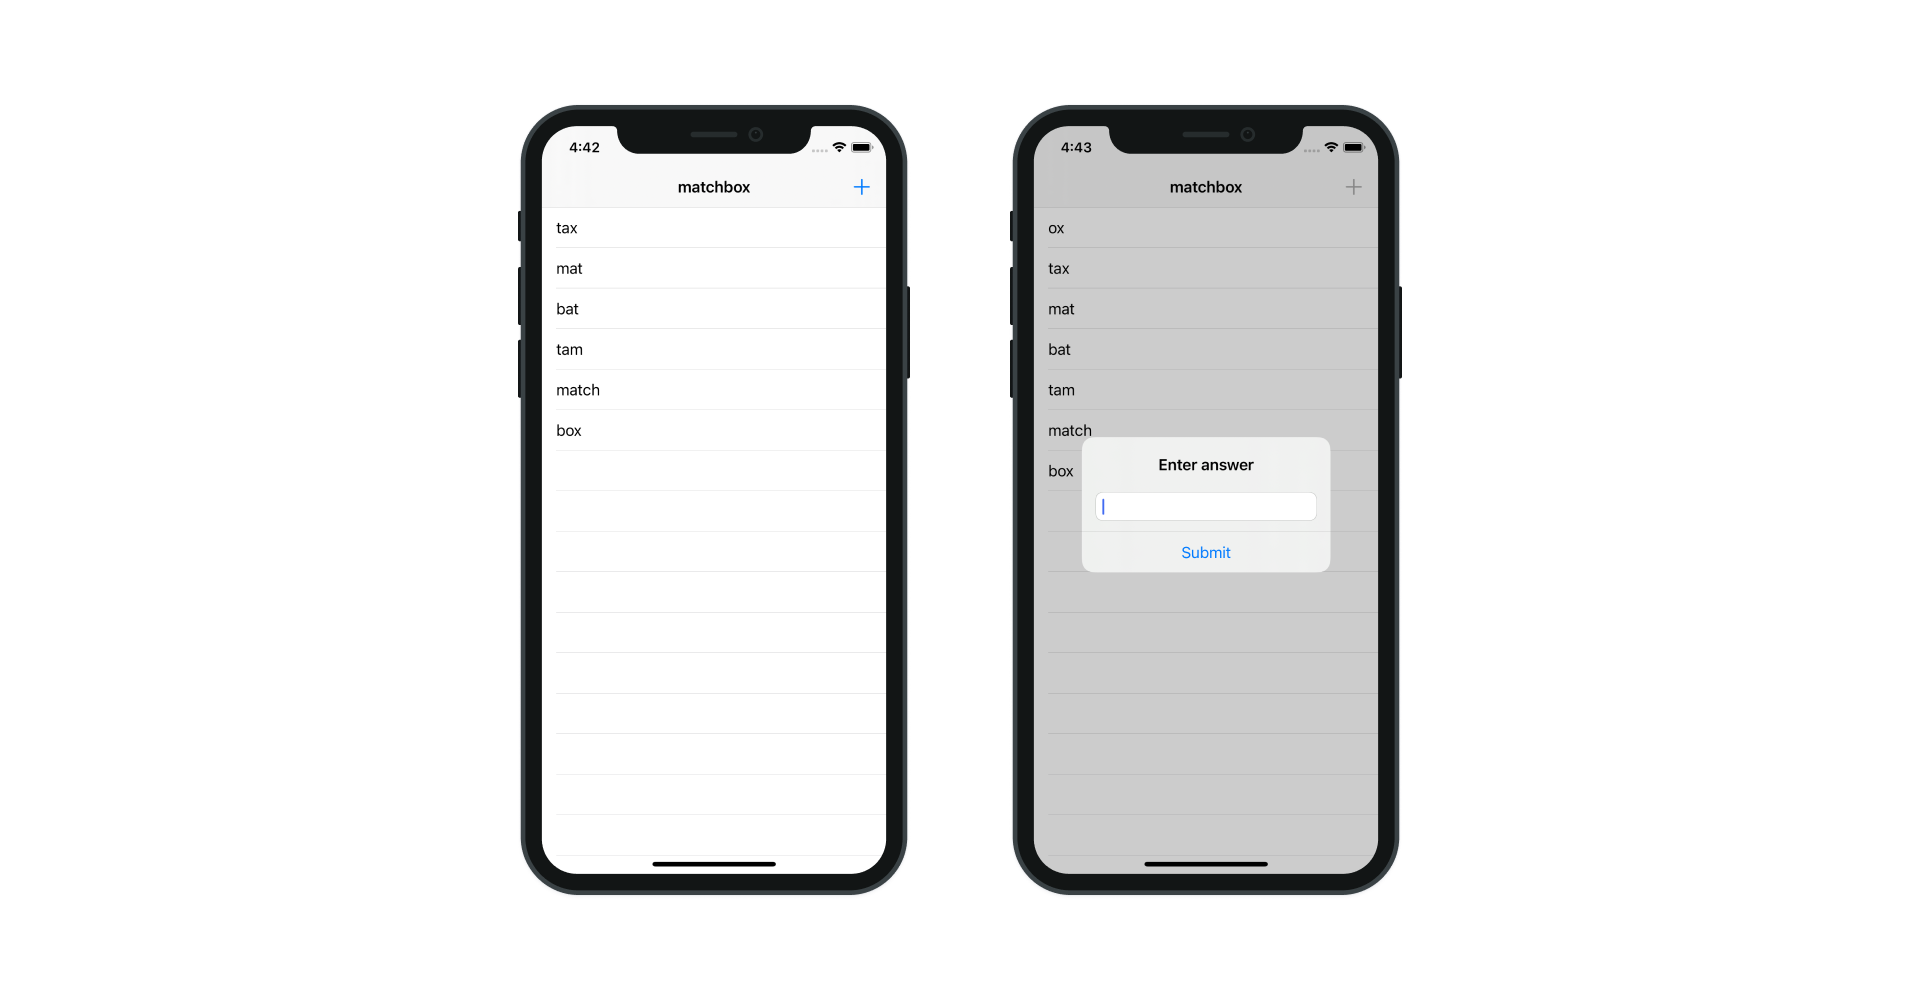 4:42
matchbox
tax
mat
bat
tam
match
box
4:43
matchbox
ox
tax
mat
bat
tam
match
box
Enter answer
Submit